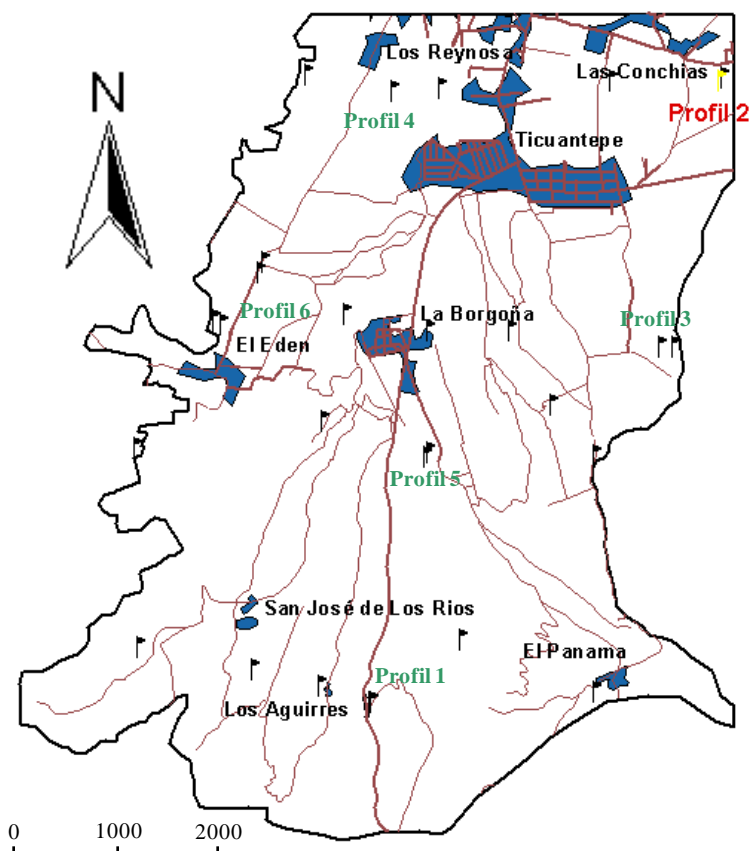 Los Reynosa
Las Conchias
N
Profil 4
Profil 2
Ticuantepe
Profil 6
La Borgoña
Profil 3
El Eden
Profil 5
San José de Los Rios
El Panama
Profil 1
Los Aguirres
0 1000 2000